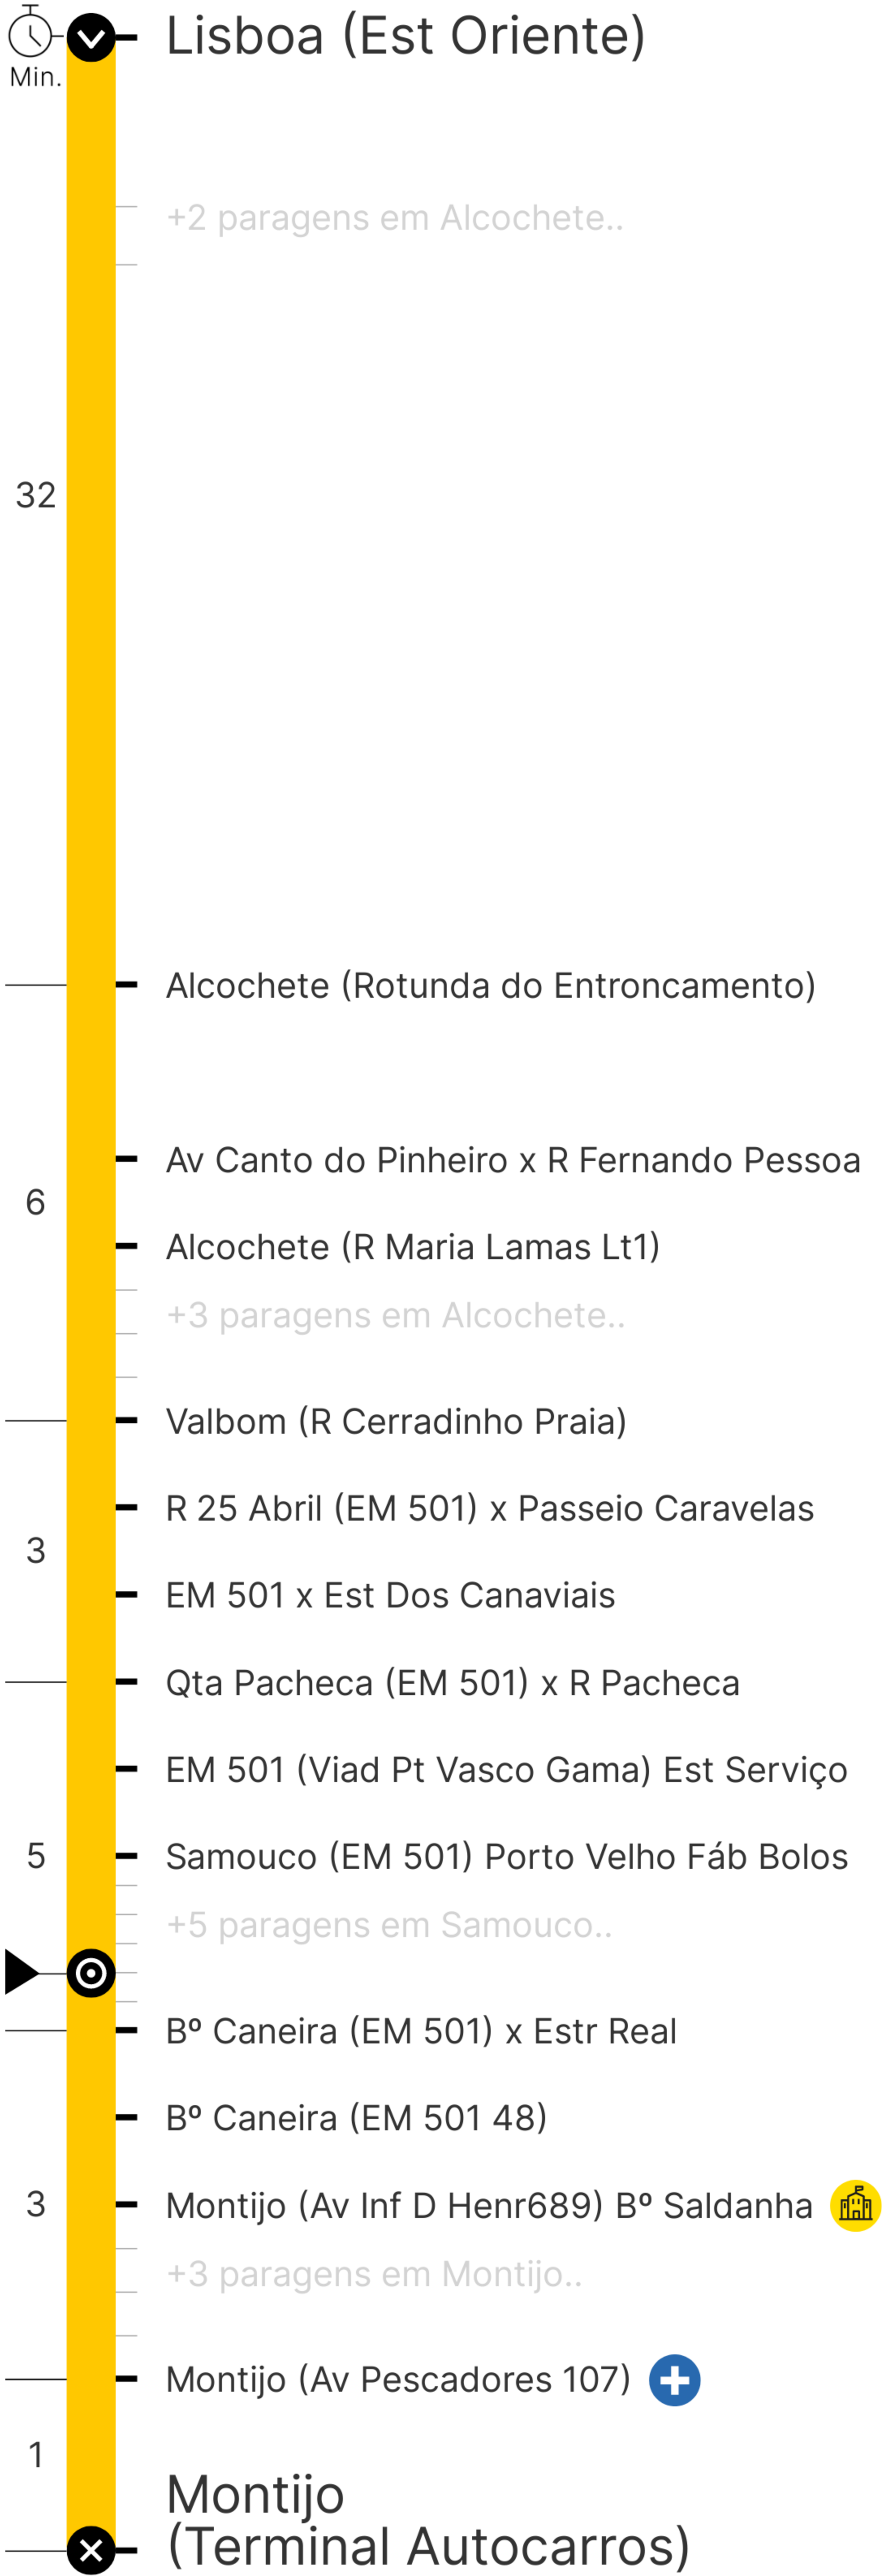 Lisboa (Est Oriente)
Min.
+2 paragens em Alcochete..
32
Alcochete (Rotunda do Entroncamento)
Av Canto do Pinheiro x R Fernando Pessoa
6
Alcochete (R Maria Lamas Lt1)
+3 paragens em Alcochete..
Valbom (R Cerradinho Praia)
R 25 Abril (EM 501) x Passeio Caravelas
3
EM 501 x Est Dos Canaviais
Qta Pacheca (EM 501) x R Pacheca
EM 501 (Viad Pt Vasco Gama) Est Serviço
5
Samouco (EM 501) Porto Velho Fáb Bolos
+5 paragens em Samouco..
Bº Caneira (EM 501) x Estr Real
Bº Caneira (EM 501 48)
3
Montijo (Av Inf D Henr689) Bº Saldanha
+3 paragens em Montijo..
Montijo (Av Pescadores 107)
1
Montijo
(Terminal Autocarros)